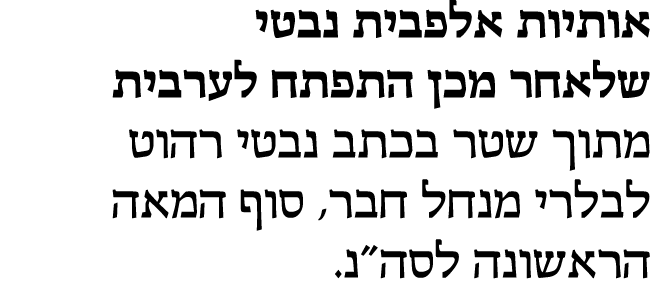 אותיות אלפבית נבטי
שלאחר מכן התפתח לערבית
מתוך שטר בכתב נבטי רהוט
לבלרי מנחל חבר, סוף המאה
הראשונה לסה״נ.